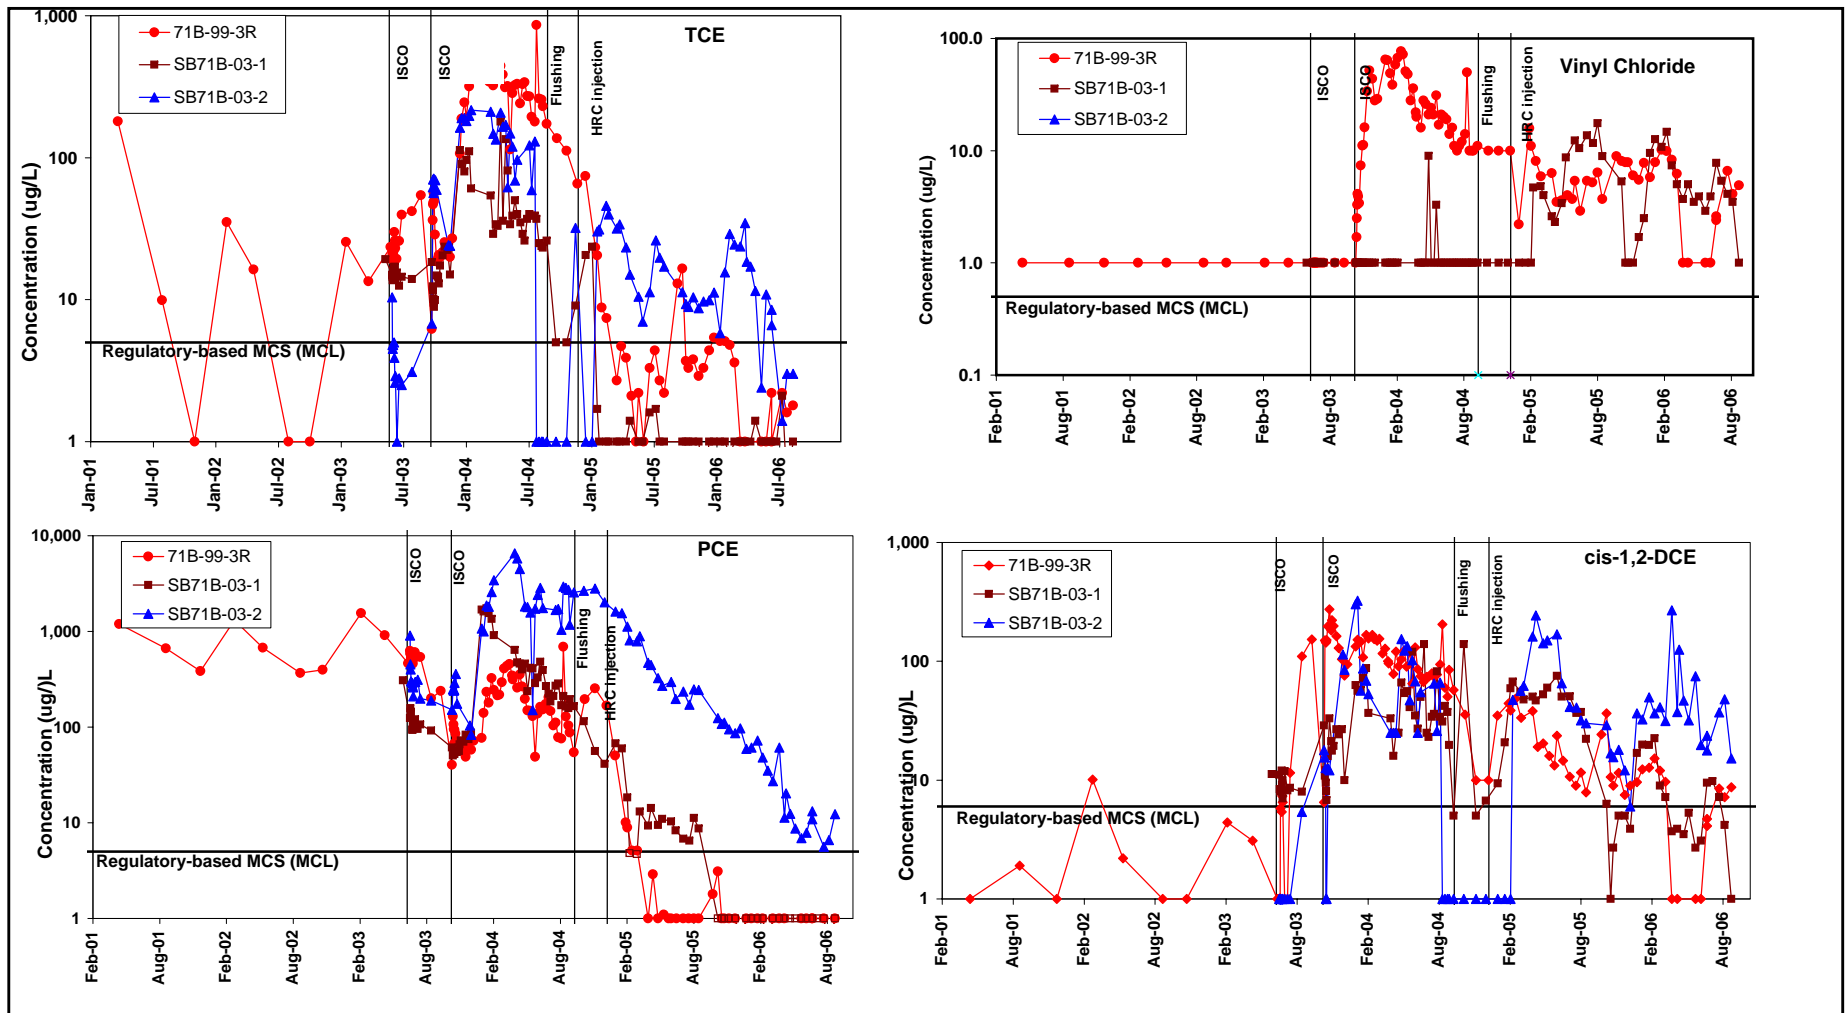 TCE
Concentration (ug/L)
1,000
100
10
1
71B-99-3R
SB71B-03-1
SB71B-03-2
ISCO
ISCO
Flushing
HRC injection
Regulatory-based MCS (MCL)
Jan-01
Jul-01
Jan-02
Jul-02
Jan-03
Jul-03
Jan-04
Jul-04
Jan-05
Jul-05
Jan-06
Jul-06
Vinyl Chloride
Concentration (ug/L)
100.0
10.0
1.0
0.1
71B-99-3R
SB71B-03-1
SB71B-03-2
ISCO
ISCO
Flushing
HRC injection
Regulatory-based MCS (MCL)
Feb-01
Aug-01
Feb-02
Aug-02
Feb-03
Aug-03
Feb-04
Aug-04
Feb-05
Aug-05
Feb-06
Aug-06
PCE
Concentration (ug/)L
10,000
1,000
100
10
1
71B-99-3R
SB71B-03-1
SB71B-03-2
ISCO
ISCO
Flushing
HRC injection
Regulatory-based MCS (MCL)
Feb-01
Aug-01
Feb-02
Aug-02
Feb-03
Aug-03
Feb-04
Aug-04
Feb-05
Aug-05
Feb-06
Aug-06
cis-1,2-DCE
Concentration (ug/)L
1,000
100
10
1
71B-99-3R
SB71B-03-1
SB71B-03-2
ISCO
ISCO
Flushing
HRC injection
Regulatory-based MCS (MCL)
Feb-01
Aug-01
Feb-02
Aug-02
Feb-03
Aug-03
Feb-04
Aug-04
Feb-05
Aug-05
Feb-06
Aug-06